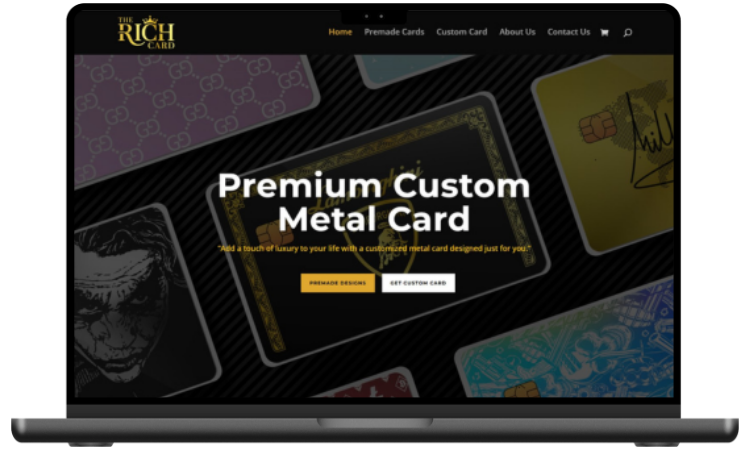 THE
RICH
CARD
Home Premade Cards Custom Card About Us Contact Us
Lamborghini
Premium Custom
Metal Card
"Add a touch of luxury to your life with a customized metal card designed just for you."
PREMADE DESIGNS GET CUSTOM CARD